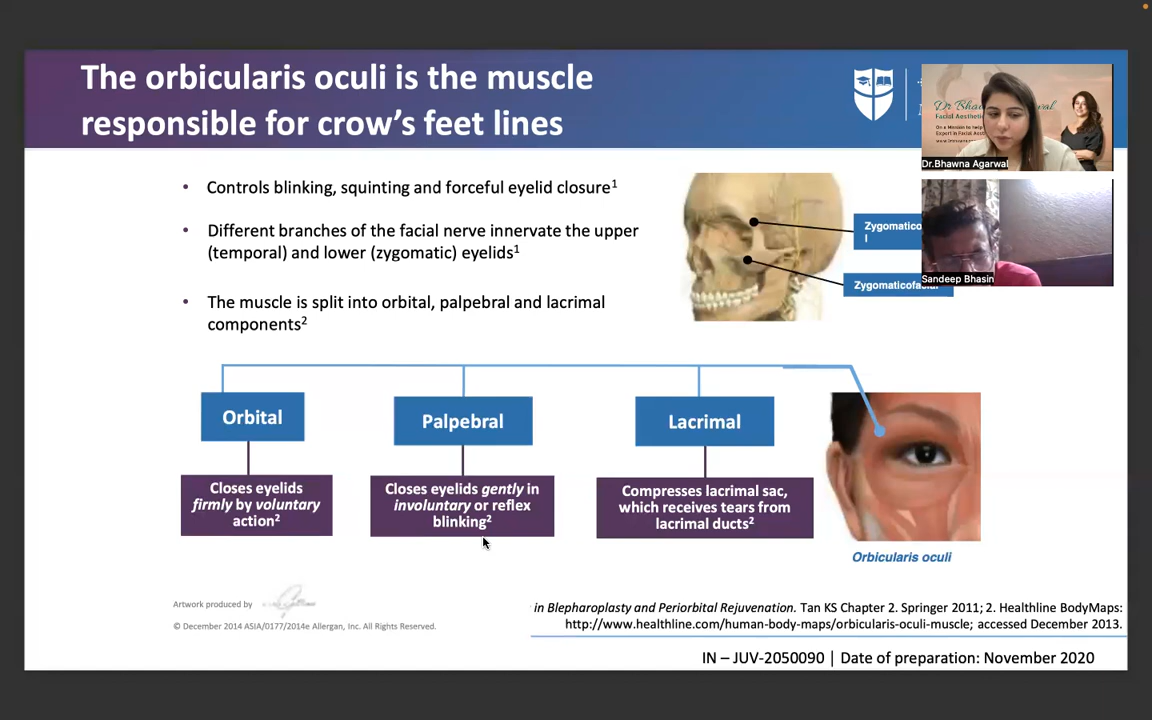 The orbicularis oculi is the muscle
responsible for crow's feet lines
Dr.Bhawna Agarwal
Sandeep Bhasin
• Controls blinking, squinting and forceful eyelid closure¹
• Different branches of the facial nerve innervate the upper
(temporal) and lower (zygomatic) eyelids¹
• The muscle is split into orbital, palpebral and lacrimal
components²
Zygomatico
l
Orbital
Palpebral
Lacrimal
Closes eyelids
firmly by voluntary
action²
Closes eyelids gently in
involuntary or reflex
blinking²
Compresses lacrimal sac,
which receives tears from
lacrimal ducts²
Orbicularis oculi
Artwork produced by
© December 2014 ASIA/0177/2014e Allergan, Inc. All Rights Reserved.
in Blepharoplasty and Periorbital Rejuvenation. Tan KS Chapter 2. Springer 2011; 2. Healthline BodyMaps:
http://www.healthline.com/human-body-maps/orbicularis-oculi-muscle; accessed December 2013.
IN – JUV-2050090 | Date of preparation: November 2020